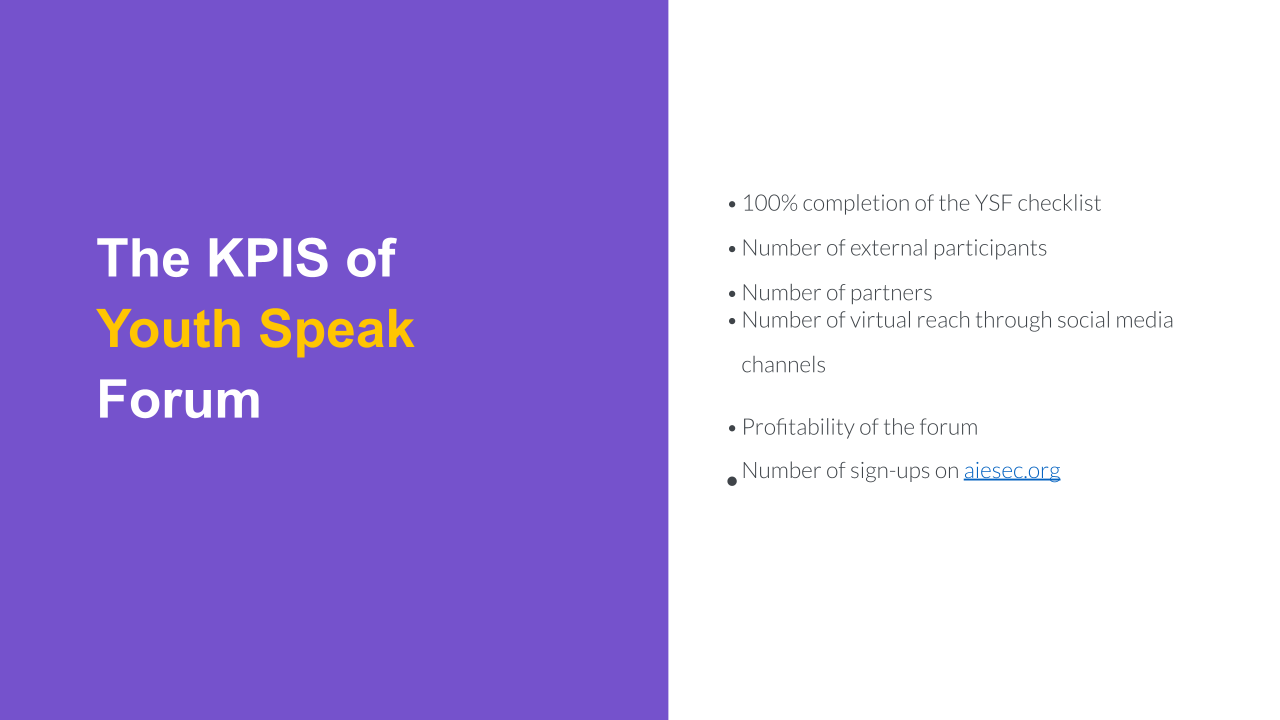 The KPIS of
Youth Speak
Forum
• 100% completion of the YSF checklist
• Number of external participants
• Number of partners
• Number of virtual reach through social media
channels
• Profitability of the forum
• Number of sign-ups on aiesec.org